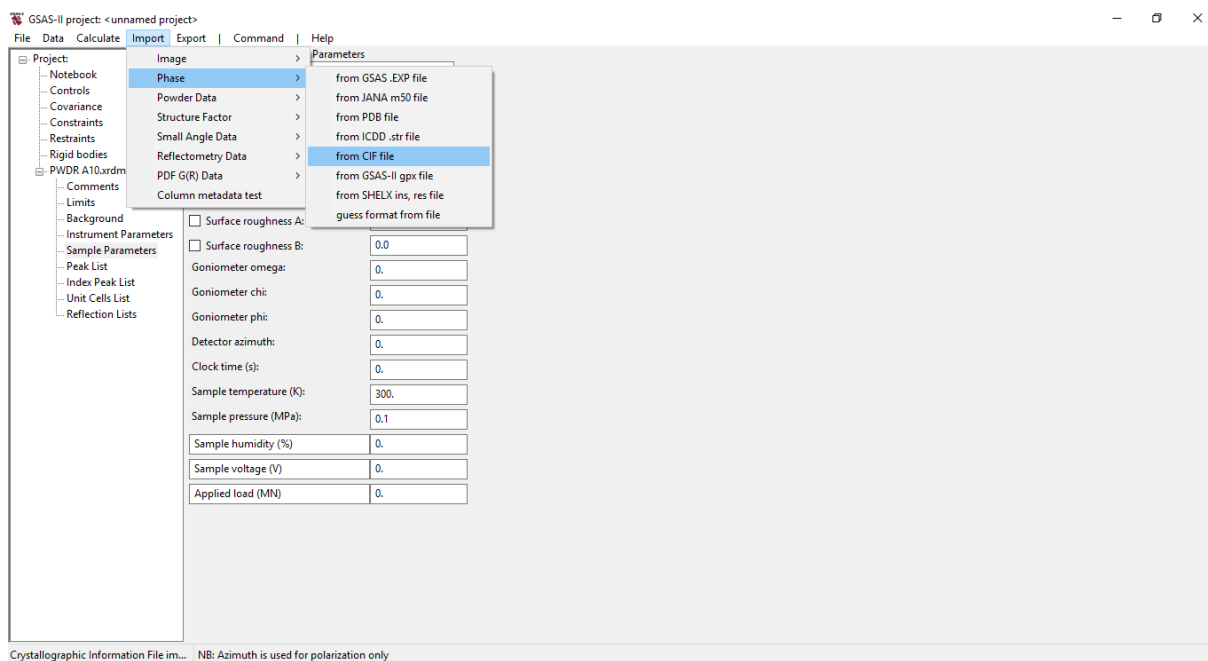 GSAS-II project: <unnamed project>
File Data Calculate Import Export | Command | Help
Project:
Notebook
Controls
Covariance
Constraints
Restraints
Rigid bodies
PWDR A10.xrdm
Comments
Limits
Background
Instrument Parameters
Sample Parameters
Peak List
Index Peak List
Unit Cells List
Reflection Lists
Image
Phase
Powder Data
Structure Factor
Small Angle Data
Reflectometry Data
PDF G(R) Data
Column metadata test
Parameters
from GSAS .EXP file
from JANA m50 file
from PDB file
from ICDD .str file
from CIF file
from GSAS-II gpx file
from SHELX ins, res file
guess format from file
Surface roughness A:
Surface roughness B: 0.0
Goniometer omega: 0.
Goniometer chi: 0.
Goniometer phi: 0.
Detector azimuth: 0.
Clock time (s): 0.
Sample temperature (K): 300.
Sample pressure (MPa): 0.1
Sample humidity (%) 0.
Sample voltage (V) 0.
Applied load (MN) 0.
Crystallographic Information File im... NB: Azimuth is used for polarization only